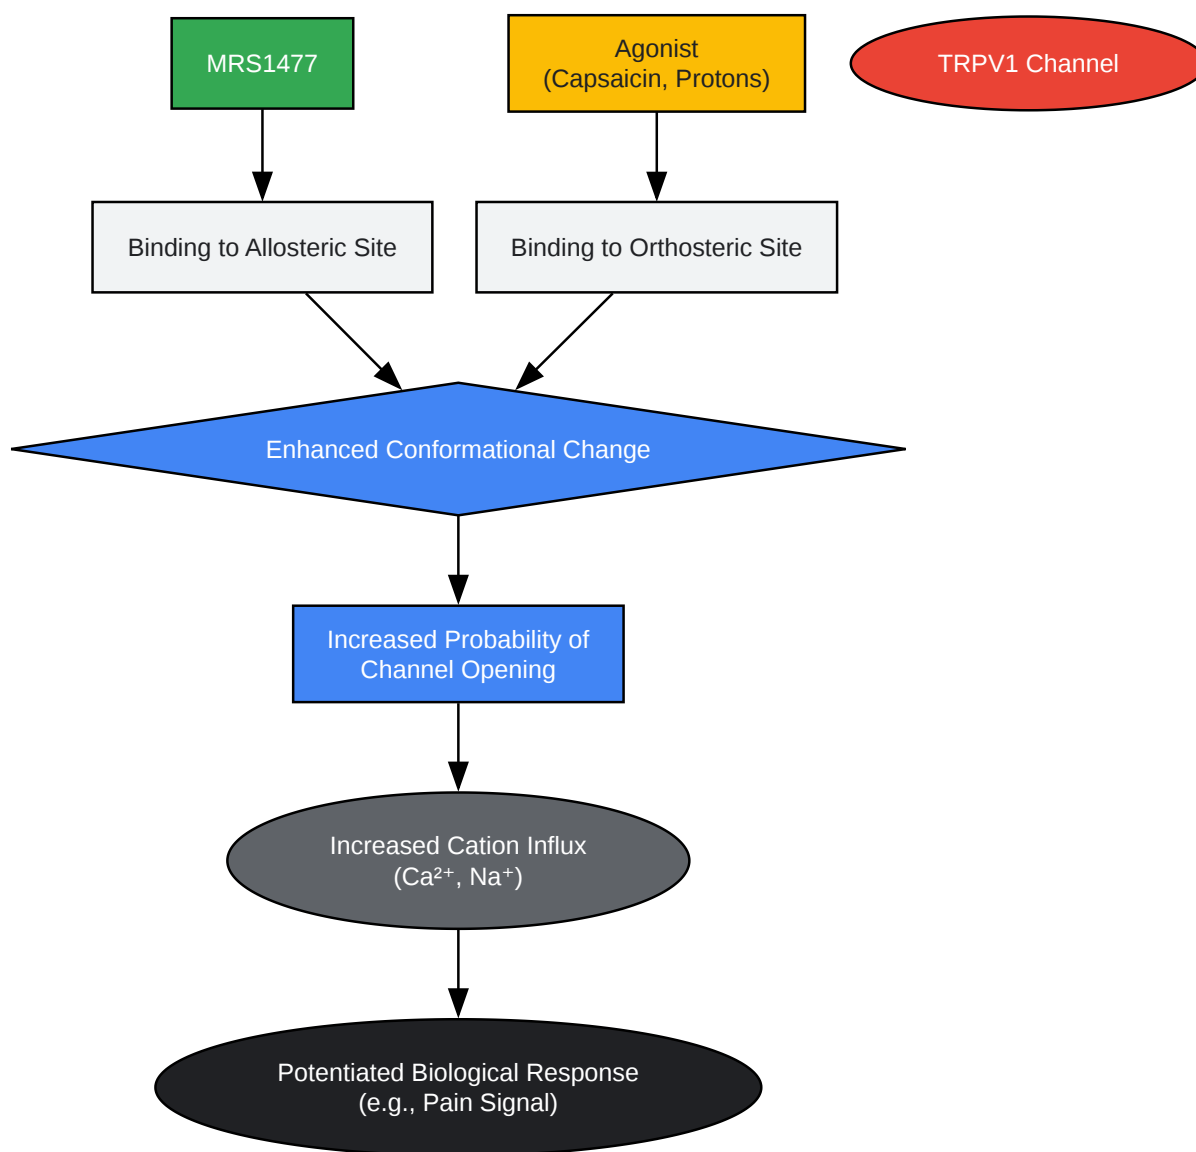 MRS1477
Agonist
(Capsaicin, Protons)
TRPV1 Channel
Binding to Allosteric Site
Binding to Orthosteric Site
Enhanced Conformational Change
Increased Probability of
Channel Opening
Increased Cation Influx
(Ca²⁺, Na⁺)
Potentiated Biological Response
(e.g., Pain Signal)